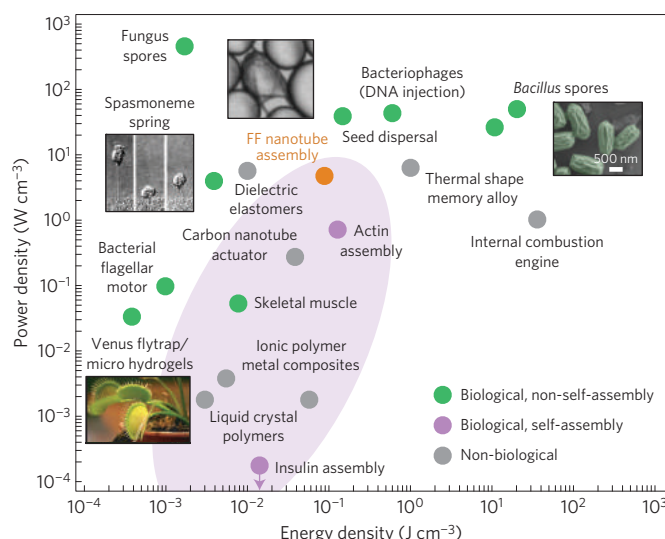 10³
10²
10¹
10⁰
10⁻¹
10⁻²
10⁻³
10⁻⁴
Power density (W cm⁻³)
Fungus
spores
Spasmoneme
spring
Bacteriophages
(DNA injection)
Bacillus spores
500 nm
Seed dispersal
FF nanotube
assembly
Dielectric
elastomers
Thermal shape
memory alloy
Carbon nanotube
actuator
Actin
assembly
Internal combustion
engine
Bacterial
flagellar
motor
Skeletal muscle
Venus flytrap/
micro hydrogels
Ionic polymer
metal composites
Liquid crystal
polymers
Insulin assembly
Biological, non-self-assembly
Biological, self-assembly
Non-biological
10⁻⁴ 10⁻³ 10⁻² 10⁻¹ 10⁰ 10¹ 10² 10³
Energy density (J cm⁻³)